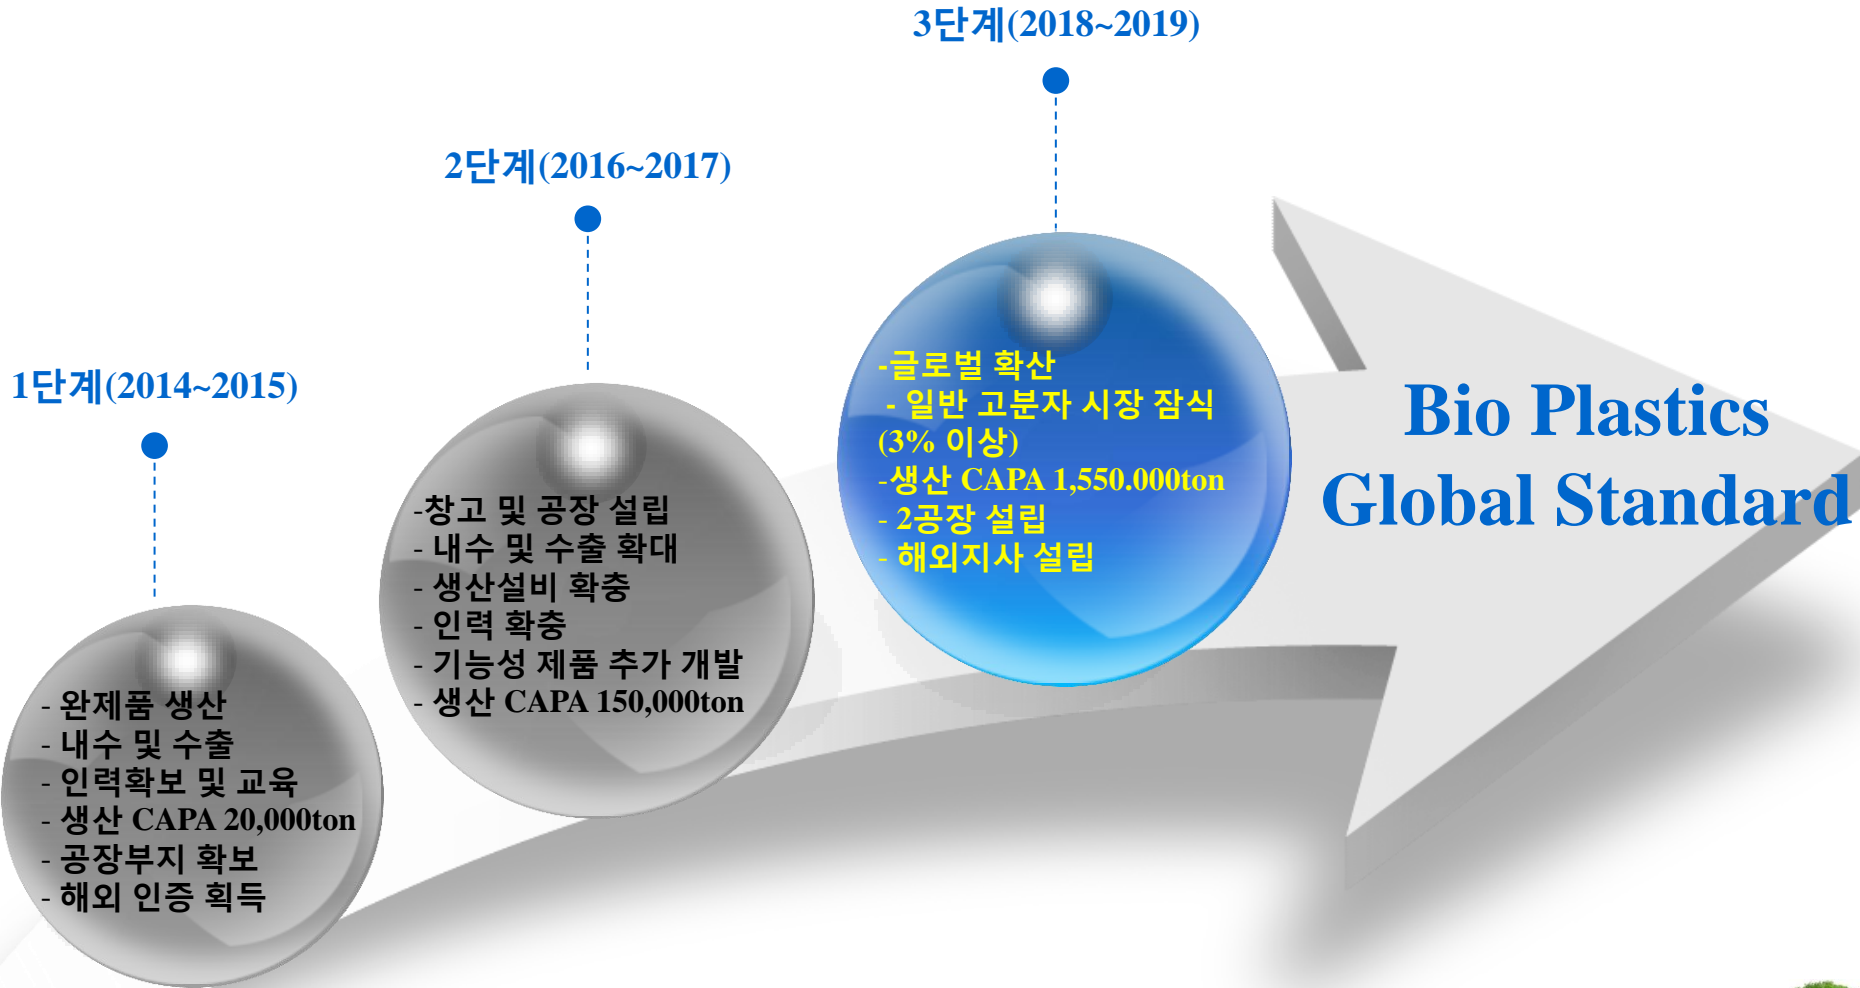 1단계(2014~2015)
- 완제품 생산
- 내수 및 수출
- 인력확보 및 교육
- 생산 CAPA 20,000ton
- 공장부지 확보
- 해외 인증 획득
2단계(2016~2017)
-창고 및 공장 설립
- 내수 및 수출 확대
- 생산설비 확충
- 인력 확충
- 기능성 제품 추가 개발
- 생산 CAPA 150,000ton
3단계(2018~2019)
-글로벌 확산
- 일반 고분자 시장 잠식
(3% 이상)
-생산 CAPA 1,550.000ton
- 2공장 설립
- 해외지사 설립
Bio Plastics
Global Standard